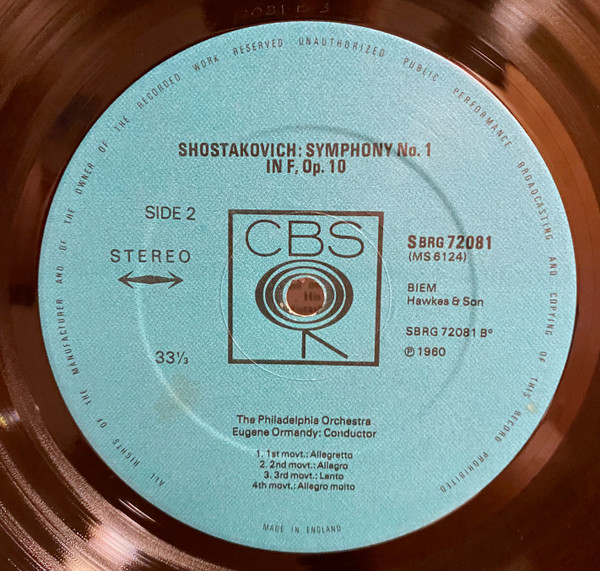 ALL RIGHTS OF THE MANUFACTURER AND OF THE OWNER OF THE RECORDED WORK RESERVED UNAUTHORIZED PUBLIC PERFORMANCE BROADCASTING AND COPYING OF THIS RECORD PROHIBITED
SHOSTAKOVICH: SYMPHONY No. 1
IN F, Op. 10
SIDE 2
STEREO
33⅓
CBS
SBRG 72081
(MS 6124)
BIEM
Hawkes & Son
SBRG 72081 Bº
℗ 1960
The Philadelphia Orchestra
Eugene Ormandy: Conductor
1. 1st movt.: Allegretto
2. 2nd movt.: Allegro
3. 3rd movt.: Lento
4th movt.: Allegro molto
MADE IN ENGLAND